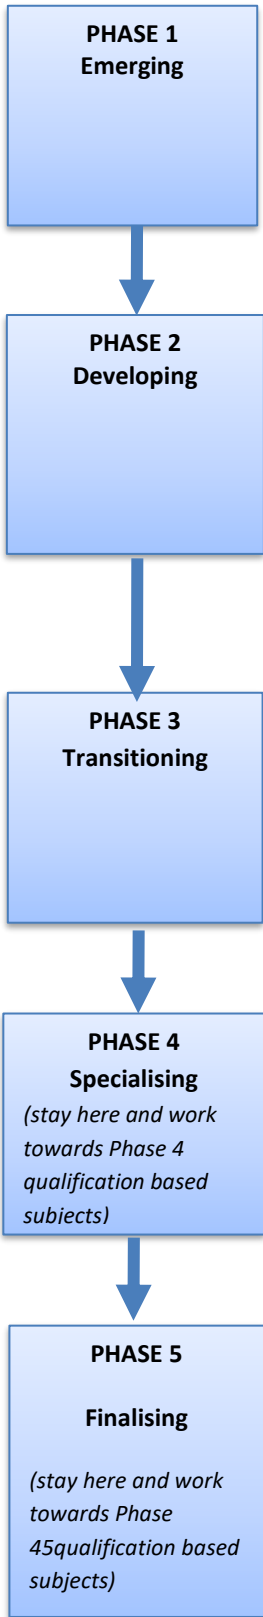 PHASE 1
Emerging
PHASE 2
Developing
PHASE 3
Transitioning
PHASE 4
Specialising
(stay here and work
towards Phase 4
qualification based
subjects)
PHASE 5
Finalising
(stay here and work
towards Phase
45qualification based
subjects)